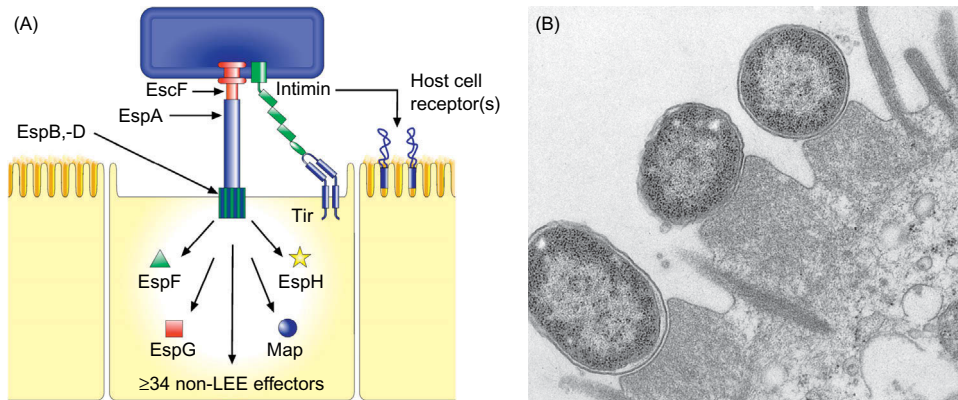 (A)
(B)
EscF
Intimin
Host cell
receptor(s)
EspA
EspB,-D
Tir
EspF
EspH
EspG
Map
≥34 non-LEE effectors